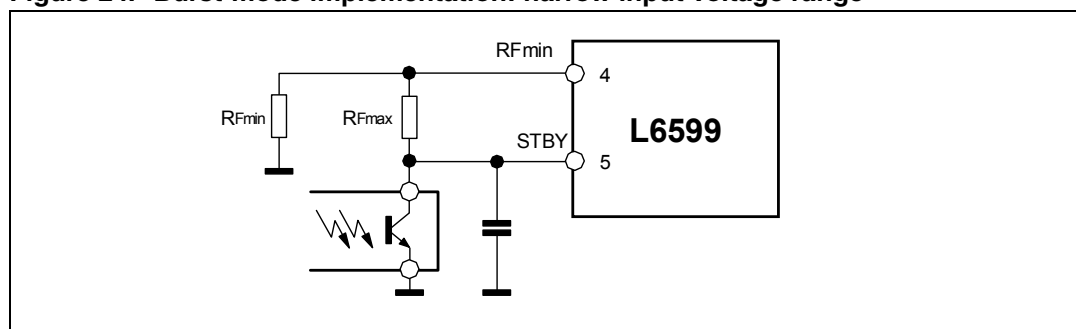 Figure 24. Burst mode implementation: narrow input voltage range
RFmin
4
RFmin
RFmax
L6599
STBY
5